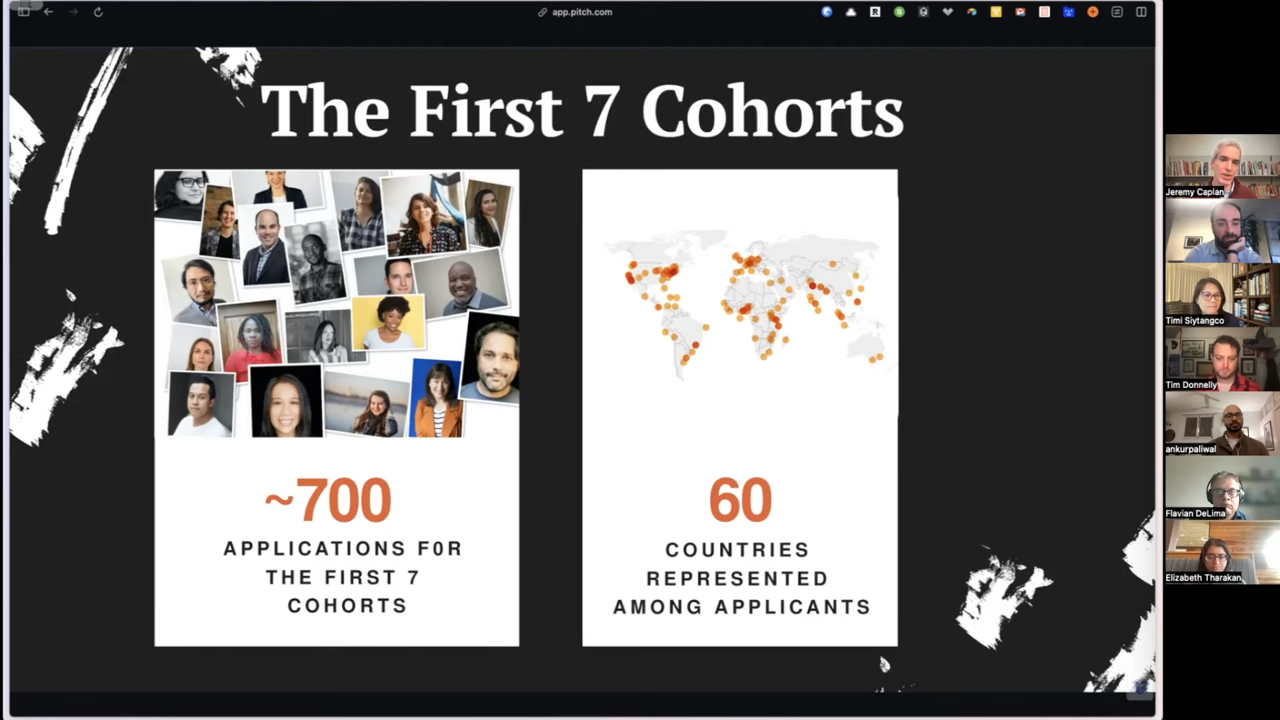 app.pitch.com
The First 7 Cohorts
~700
APPLICATIONS F0R
THE FIRST 7
COHORTS
60
COUNTRIES
REPRESENTED
AMONG APPLICANTS
Jeremy Caplan
Timi Siytangco
Tim Donnelly
ankurpaliwal
Flavian DeLima
Elizabeth Tharakan